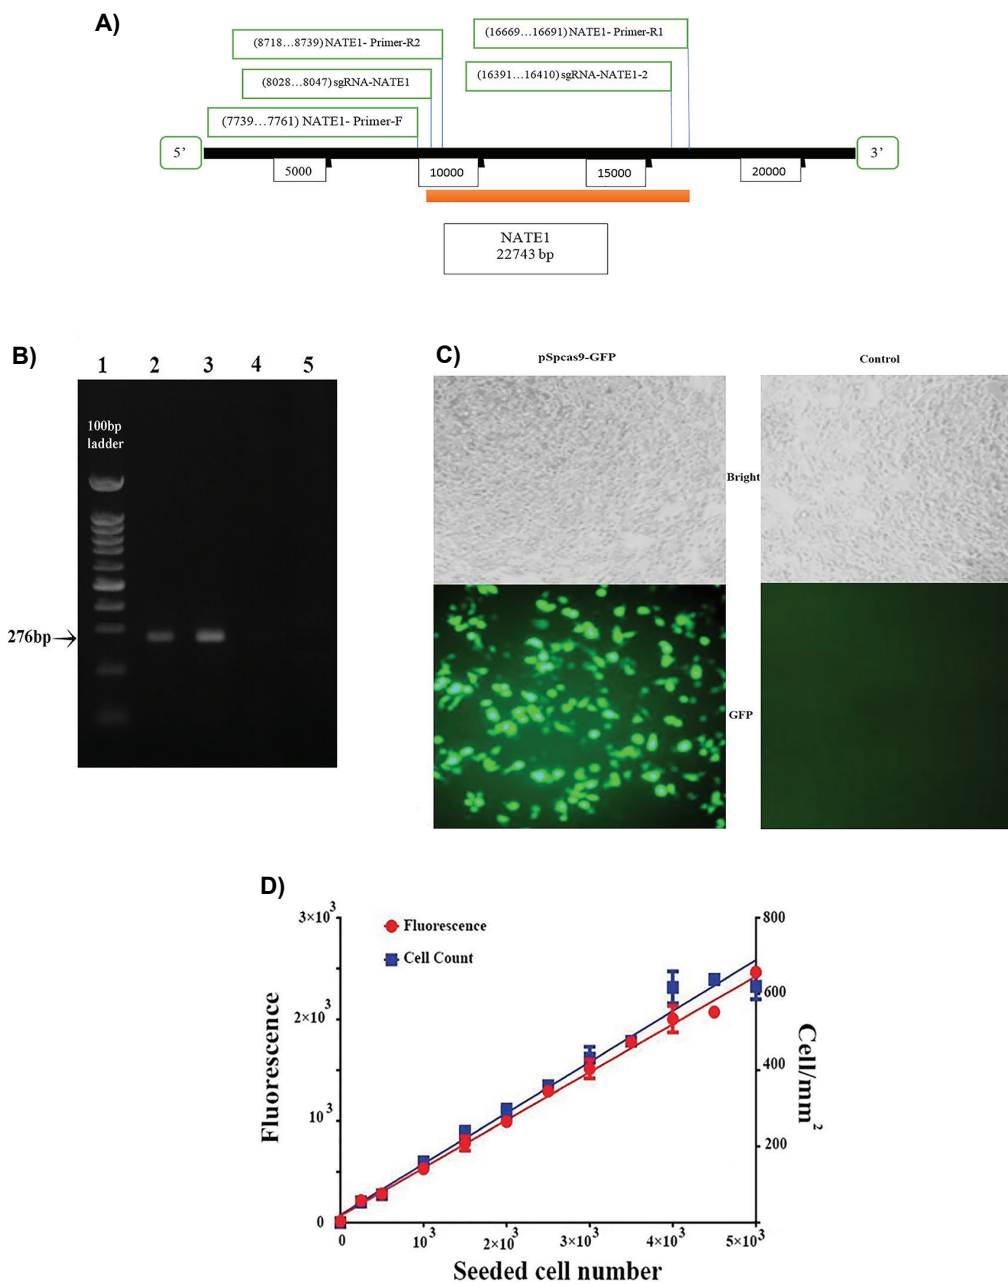 A)
(8718…8739) NATE1- Primer-R2
(16669…16691) NATE1- Primer-R1
(8028…8047) sgRNA-NATE1
(16391…16410) sgRNA-NATE1-2
(7739…7761) NATE1- Primer-F
5’
3’
5000
10000
15000
20000
NATE1
22743 bp
B)
1 2 3 4 5
100bp
ladder
276bp
C)
pSpcas9-GFP
Control
Bright
GFP
D)
Fluorescence
Cell Count
3×10³
2×10³
10³
0
Fluorescence
800
600
400
200
Cell/mm²
0 10³ 2×10³ 3×10³ 4×10³ 5×10³
Seeded cell number